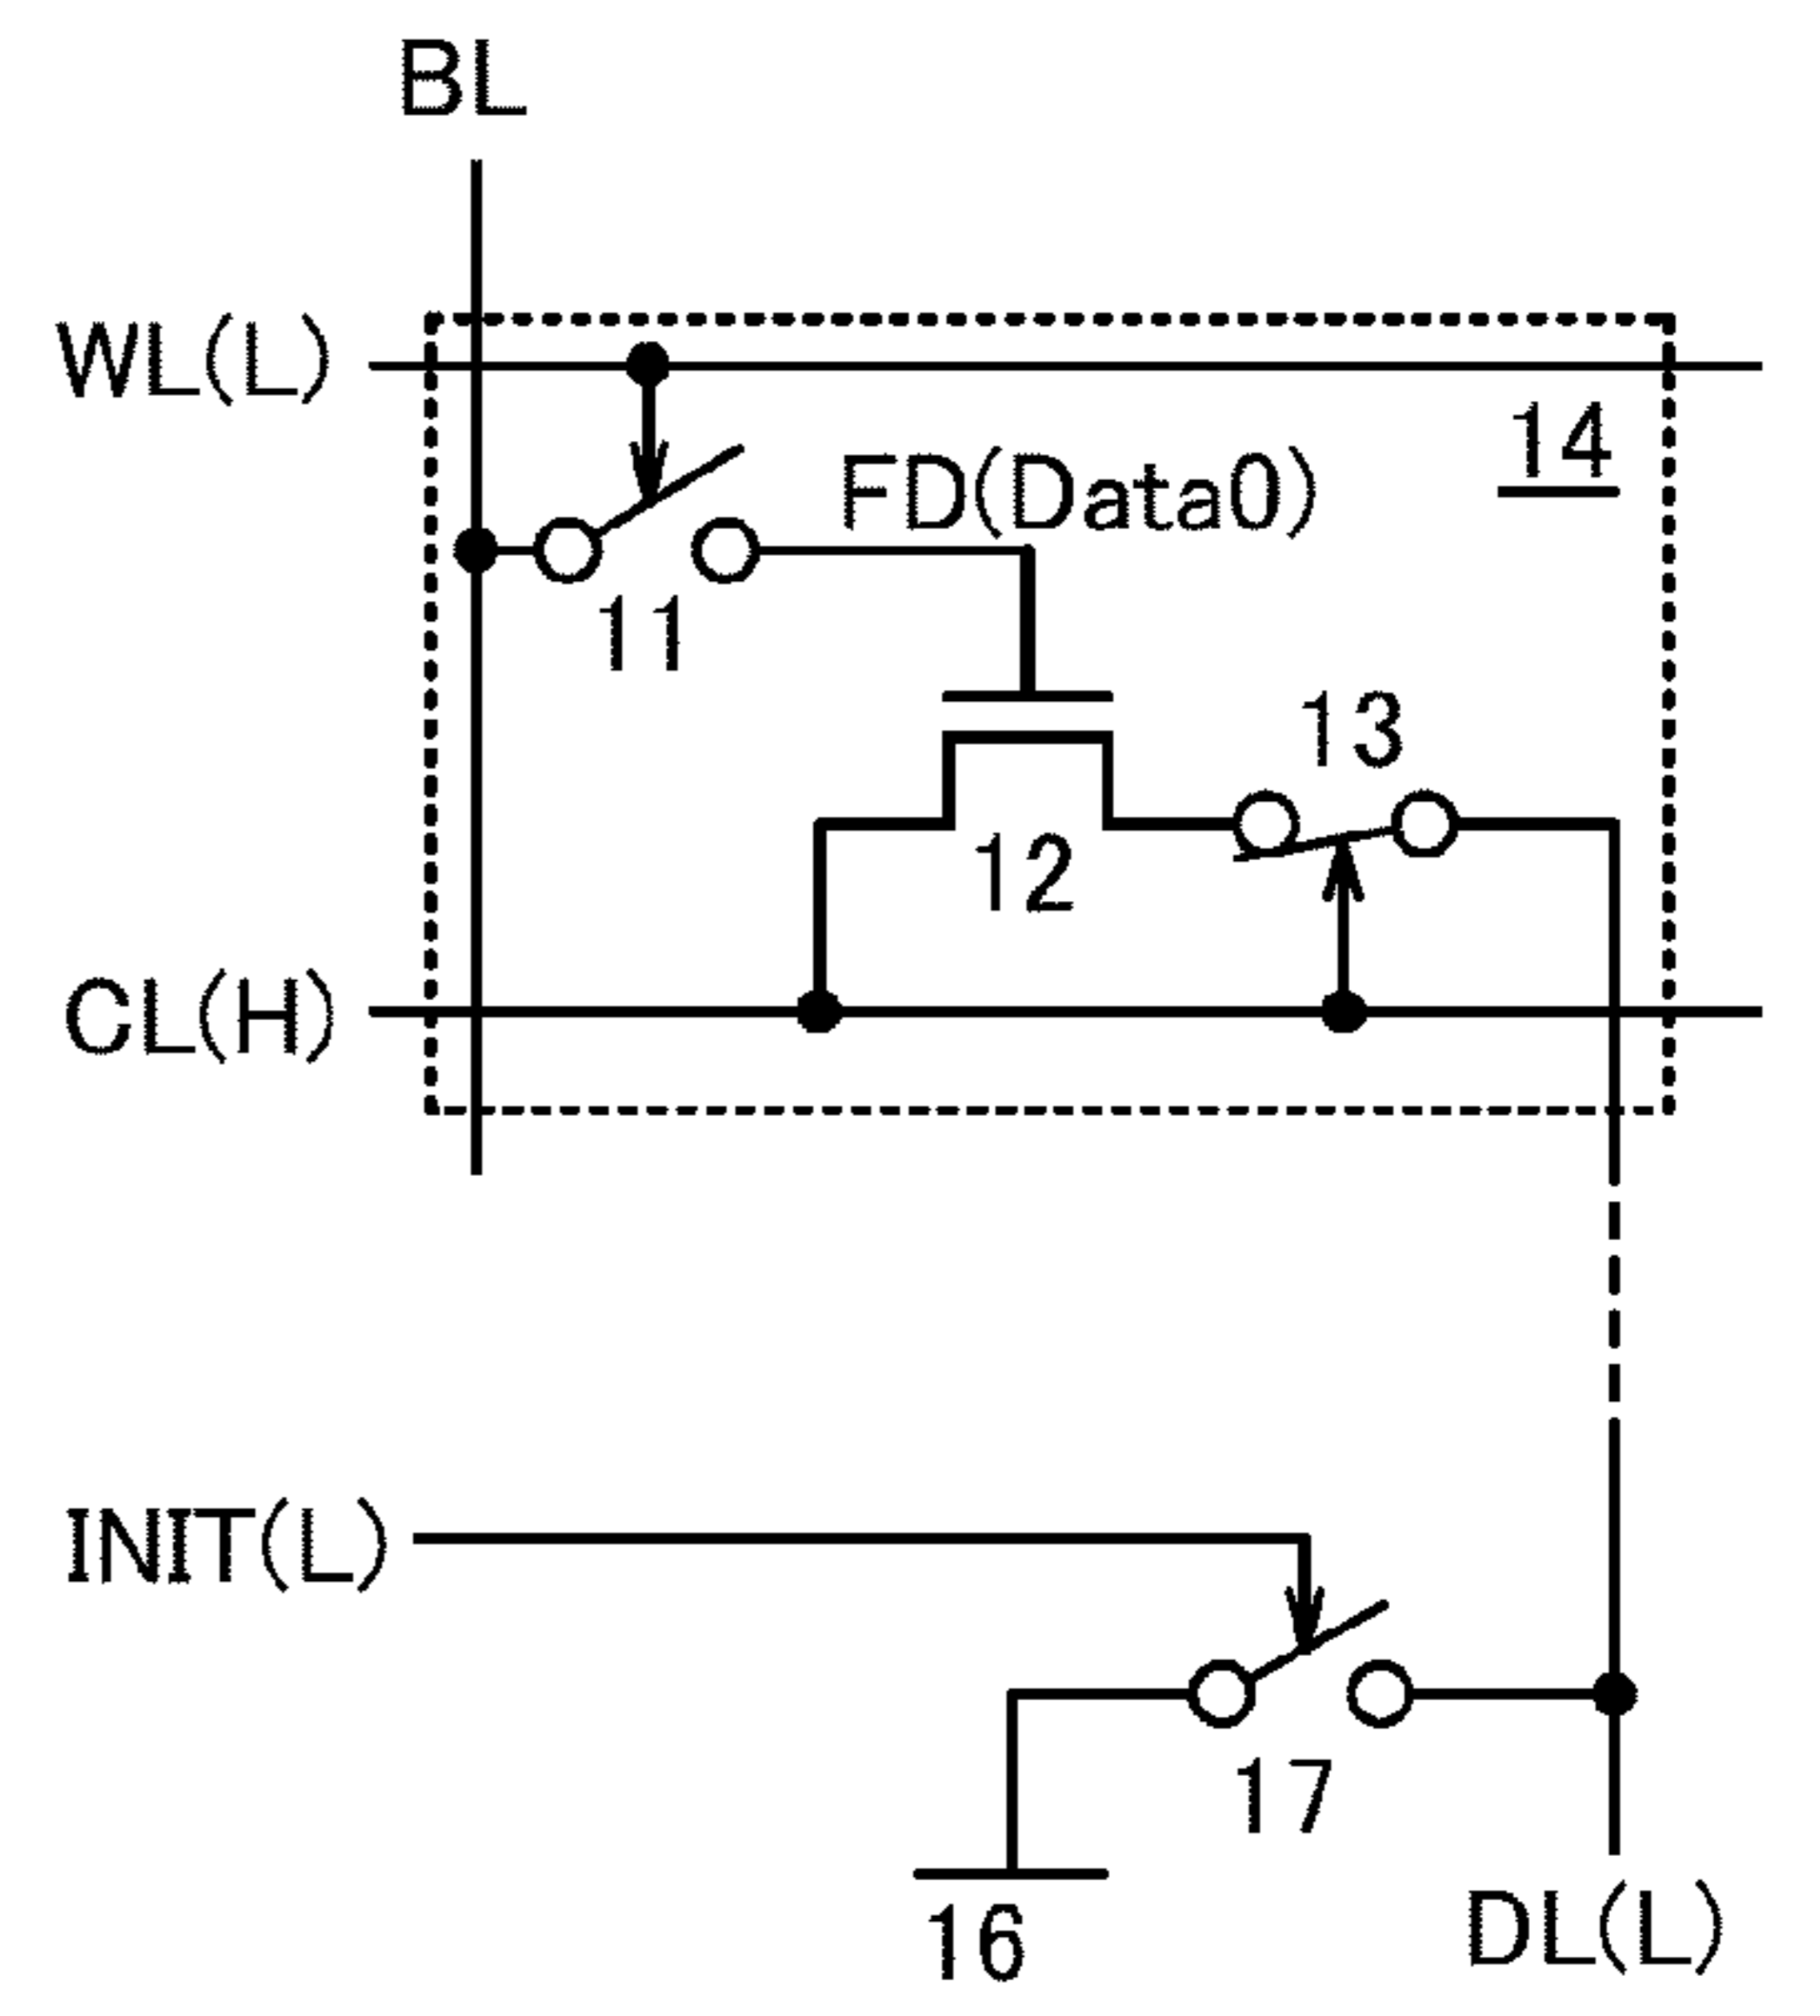 BL
WL(L)
14
FD(Data0)
11
13
12
CL(H)
INIT(L)
17
16
DL(L)